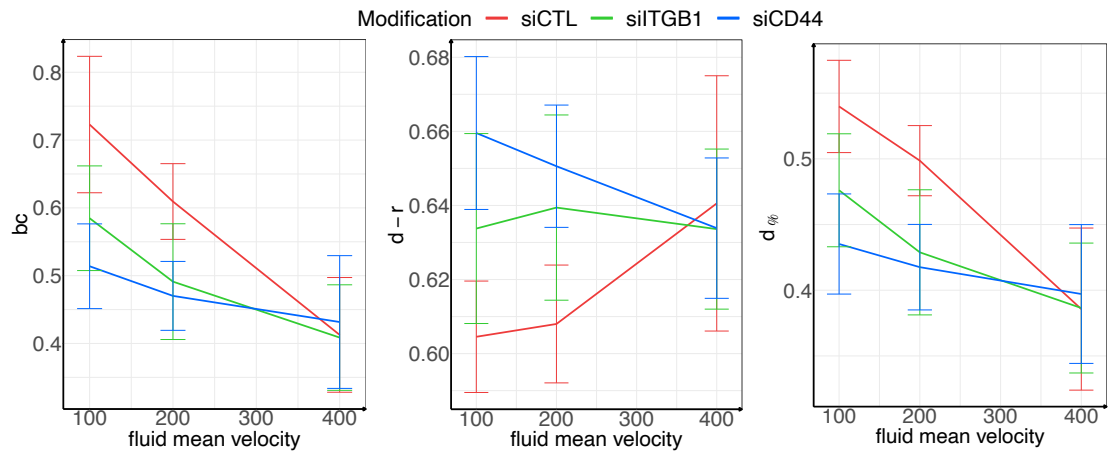 Modification siCTL siITGB1 siCD44
bc
0.8
0.7
0.6
0.5
0.4
100 200 300 400
fluid mean velocity
d − r
0.68
0.66
0.64
0.62
0.60
100 200 300 400
fluid mean velocity
d %
0.5
0.4
100 200 300 400
fluid mean velocity